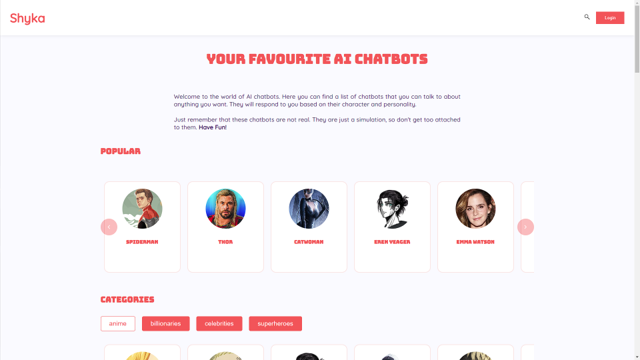 Shyka
Login
YOUR FAVOURITE AI CHATBOTS
Welcome to the world of AI chatbots. Here you can find a list of chatbots that you can talk to about
anything you want. They will respond to you based on their character and personality.
Just remember that these chatbots are not real. They are just a simulation, so don't get too attached
to them. Have Fun!
POPULAR
SPIDERMAN
THOR
CATWOMAN
EREN YEAGER
EMMA WATSON
CATEGORIES
anime
billionaries
celebrities
superheroes